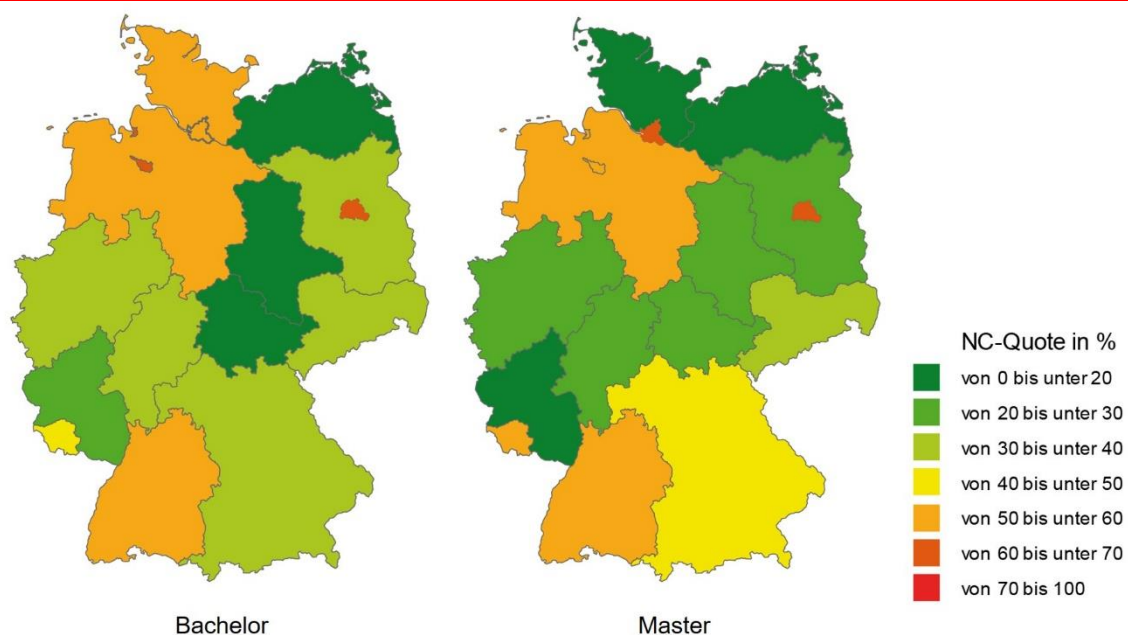 NC-Quote in %
von 0 bis unter 20
von 20 bis unter 30
von 30 bis unter 40
von 40 bis unter 50
von 50 bis unter 60
von 60 bis unter 70
von 70 bis 100
Bachelor
Master